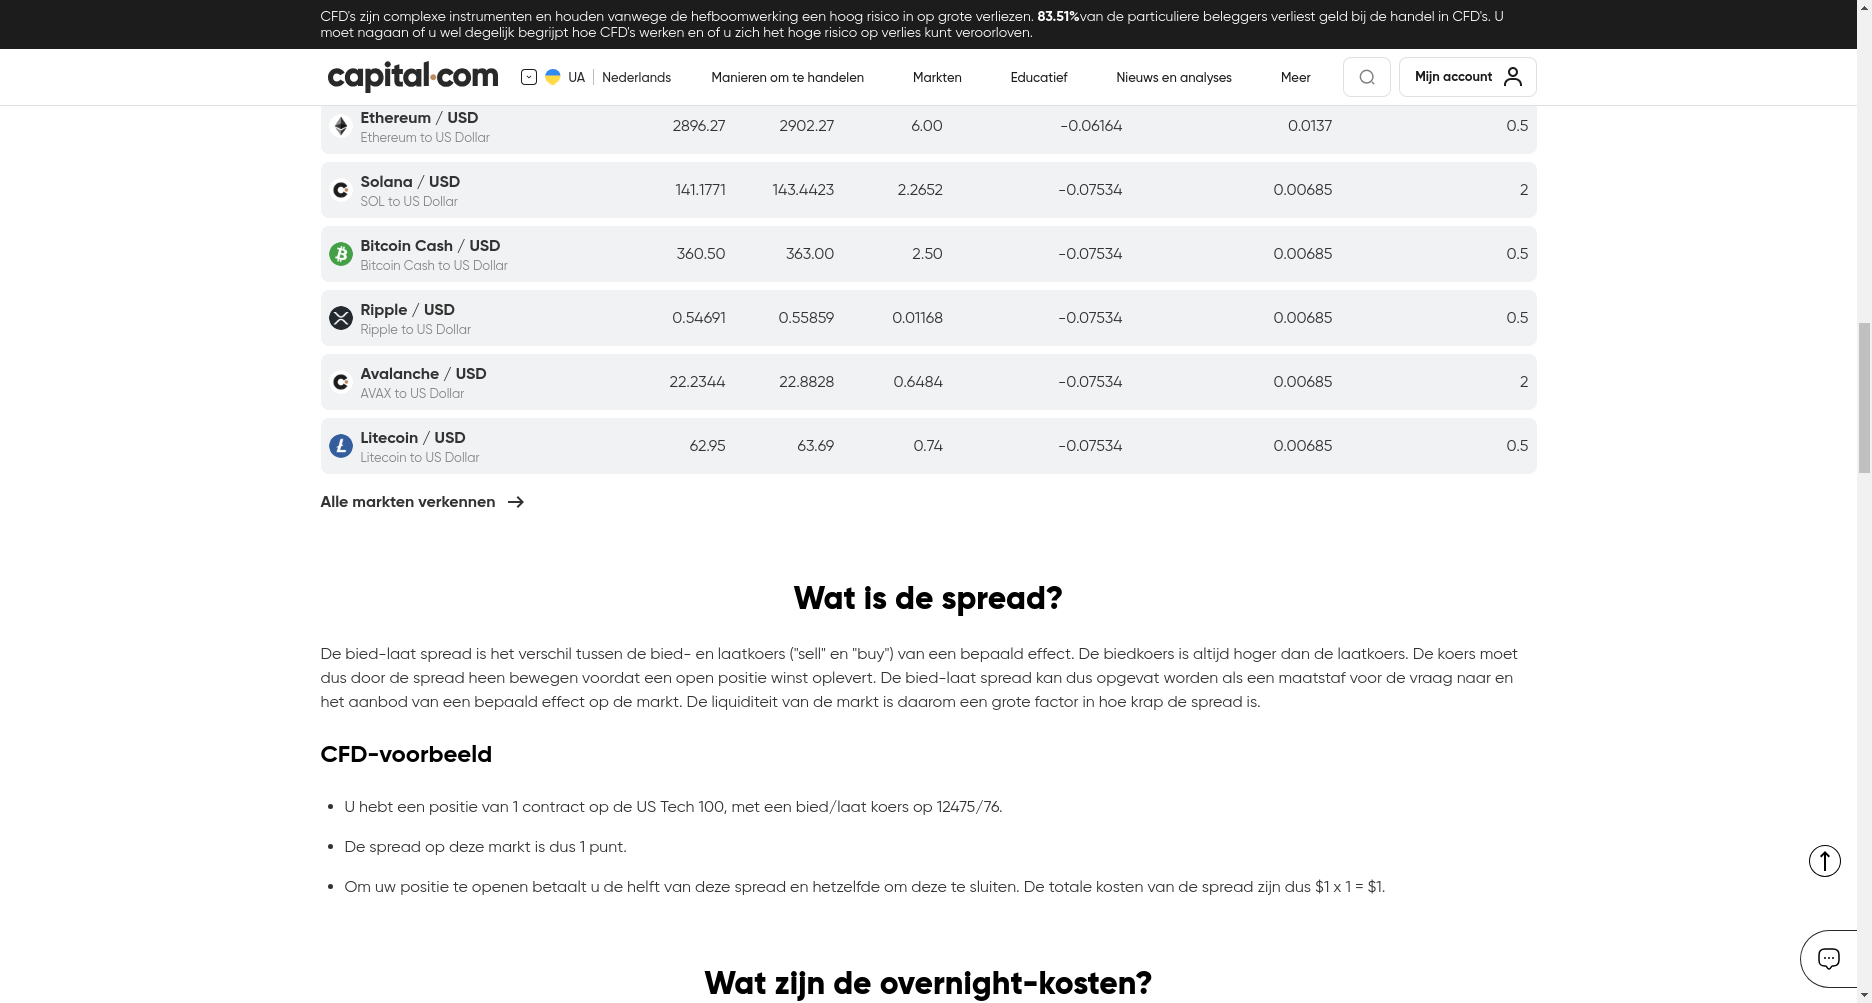 CFD's zijn complexe instrumenten en houden vanwege de hefboomwerking een hoog risico in op grote verliezen. 83.51%van de particuliere beleggers verliest geld bij de handel in CFD's. U
moet nagaan of u wel degelijk begrijpt hoe CFD's werken en of u zich het hoge risico op verlies kunt veroorloven.
capital.com UA Nederlands Manieren om te handelen Markten Educatief Nieuws en analyses Meer Mijn account
Ethereum / USD 2896.27 2902.27 6.00 -0.06164 0.0137 0.5
Ethereum to US Dollar
Solana / USD 141.1771 143.4423 2.2652 -0.07534 0.00685 2
SOL to US Dollar
Bitcoin Cash / USD 360.50 363.00 2.50 -0.07534 0.00685 0.5
Bitcoin Cash to US Dollar
Ripple / USD 0.54691 0.55859 0.01168 -0.07534 0.00685 0.5
Ripple to US Dollar
Avalanche / USD 22.2344 22.8828 0.6484 -0.07534 0.00685 2
AVAX to US Dollar
Litecoin / USD 62.95 63.69 0.74 -0.07534 0.00685 0.5
Litecoin to US Dollar
Alle markten verkennen
Wat is de spread?
De bied-laat spread is het verschil tussen de bied- en laatkoers ("sell" en "buy") van een bepaald effect. De biedkoers is altijd hoger dan de laatkoers. De koers moet
dus door de spread heen bewegen voordat een open positie winst oplevert. De bied-laat spread kan dus opgevat worden als een maatstaf voor de vraag naar en
het aanbod van een bepaald effect op de markt. De liquiditeit van de markt is daarom een grote factor in hoe krap de spread is.
CFD-voorbeeld
• U hebt een positie van 1 contract op de US Tech 100, met een bied/laat koers op 12475/76.
• De spread op deze markt is dus 1 punt.
• Om uw positie te openen betaalt u de helft van deze spread en hetzelfde om deze te sluiten. De totale kosten van de spread zijn dus $1 x 1 = $1.
Wat zijn de overnight-kosten?